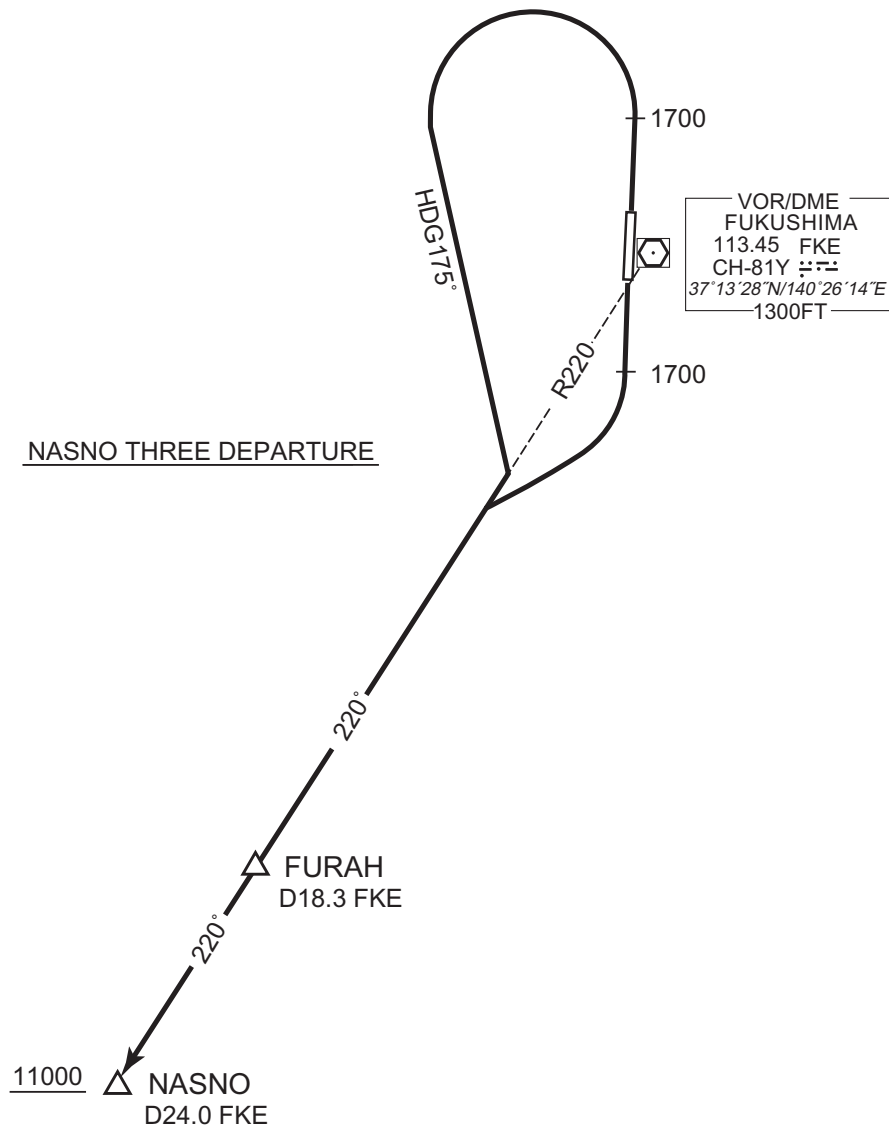 1700
HDG175°
VOR/DME
FUKUSHIMA
113.45 FKE
CH-81Y
37°13′28″N/140°26′14″E
1300FT
R220
1700
NASNO THREE DEPARTURE
220°
FURAH
D18.3 FKE
220°
11000
NASNO
D24.0 FKE